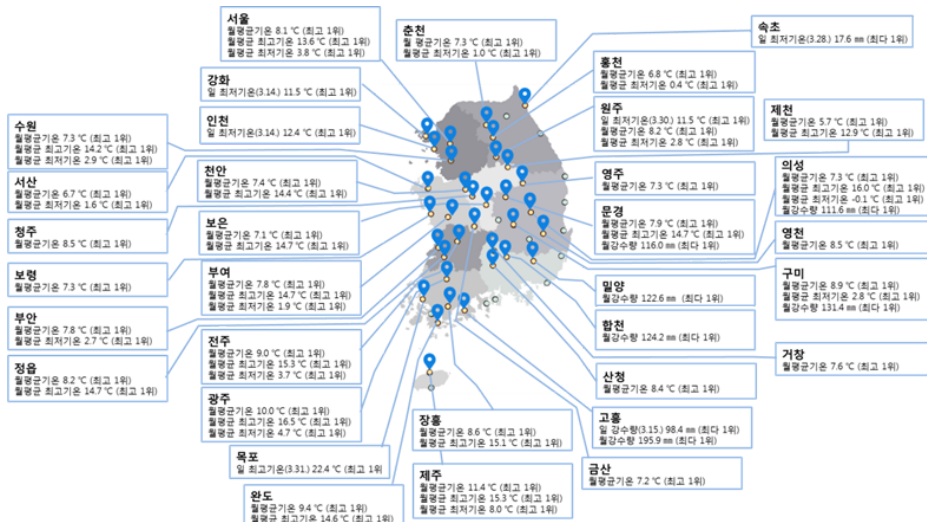 서울
월평균기온 8.1 ℃ (최고 1위)
월평균 최고기온 13.6 ℃ (최고 1위)
월평균 최저기온 3.8 ℃ (최고 1위)
춘천
월 평균기온 7.3 ℃ (최고 1위)
월평균 최저기온 1.0 ℃ (최고 1위)
속초
일 최저기온(3.28.) 17.6 ㎜ (최다 1위)
강화
일 최저기온(3.14.) 11.5 ℃ (최고 1위)
홍천
월평균기온 6.8 ℃ (최고 1위)
월평균 최저기온 0.4 ℃ (최고 1위)
인천
일 최저기온(3.14.) 12.4 ℃ (최고 1위)
원주
일 최저기온(3.30.) 11.5 ℃ (최고 1위)
월평균기온 8.2 ℃ (최고 1위)
월평균 최저기온 2.8 ℃ (최고 1위)
제천
월평균기온 5.7 ℃ (최고 1위)
월평균 최고기온 12.9 ℃ (최고 1위)
수원
월평균기온 7.3 ℃ (최고 1위)
월평균 최고기온 14.2 ℃ (최고 1위)
월평균 최저기온 2.9 ℃ (최고 1위)
서산
월평균기온 6.7 ℃ (최고 1위)
월평균 최저기온 1.6 ℃ (최고 1위)
천안
월평균기온 7.4 ℃ (최고 1위)
월평균 최고기온 14.4 ℃ (최고 1위)
영주
월평균기온 7.3 ℃ (최고 1위)
의성
월평균기온 7.3 ℃ (최고 1위)
월평균 최고기온 16.0 ℃ (최고 1위)
월평균 최저기온 -0.1 ℃ (최고 1위)
월강수량 111.6 ㎜ (최다 1위)
청주
월평균기온 8.5 ℃ (최고 1위)
보은
월평균기온 7.1 ℃ (최고 1위)
월평균 최고기온 14.7 ℃ (최고 1위)
문경
월평균기온 7.9 ℃ (최고 1위)
월평균 최고기온 14.7 ℃ (최고 1위)
월강수량 116.0 ㎜ (최다 1위)
영천
월평균기온 8.5 ℃ (최고 1위)
보령
월평균기온 7.3 ℃ (최고 1위)
부여
월평균기온 7.8 ℃ (최고 1위)
월평균 최고기온 14.7 ℃ (최고 1위)
월평균 최저기온 1.9 ℃ (최고 1위)
밀양
월강수량 122.6 ㎜ (최다 1위)
구미
월평균기온 8.9 ℃ (최고 1위)
월평균 최저기온 2.8 ℃ (최고 1위)
월강수량 131.4 ㎜ (최다 1위)
부안
월평균기온 7.8 ℃ (최고 1위)
월평균 최저기온 2.7 ℃ (최고 1위)
합천
월강수량 124.2 ㎜ (최다 1위)
전주
월평균기온 9.0 ℃ (최고 1위)
월평균 최고기온 15.3 ℃ (최고 1위)
월평균 최저기온 3.7 ℃ (최고 1위)
거창
월평균기온 7.6 ℃ (최고 1위)
정읍
월평균기온 8.2 ℃ (최고 1위)
월평균 최고기온 14.7 ℃ (최고 1위)
산청
월평균기온 8.4 ℃ (최고 1위)
광주
월평균기온 10.0 ℃ (최고 1위)
월평균 최고기온 16.5 ℃ (최고 1위)
월평균 최저기온 4.7 ℃ (최고 1위)
장흥
월평균기온 8.6 ℃ (최고 1위)
월평균 최고기온 15.1 ℃ (최고 1위)
고흥
일 강수량(3.15.) 98.4 ㎜ (최다 1위)
월강수량 195.9 ㎜ (최다 1위)
목포
일 최고기온(3.31.) 22.4 ℃ (최고 1위)
제주
월평균기온 11.4 ℃ (최고 1위)
월평균 최고기온 15.3 ℃ (최고 1위)
월평균 최저기온 8.0 ℃ (최고 1위)
금산
월평균기온 7.2 ℃ (최고 1위)
완도
월평균기온 9.4 ℃ (최고 1위)
월평균 최고기온 14.6 ℃ (최고 1위)